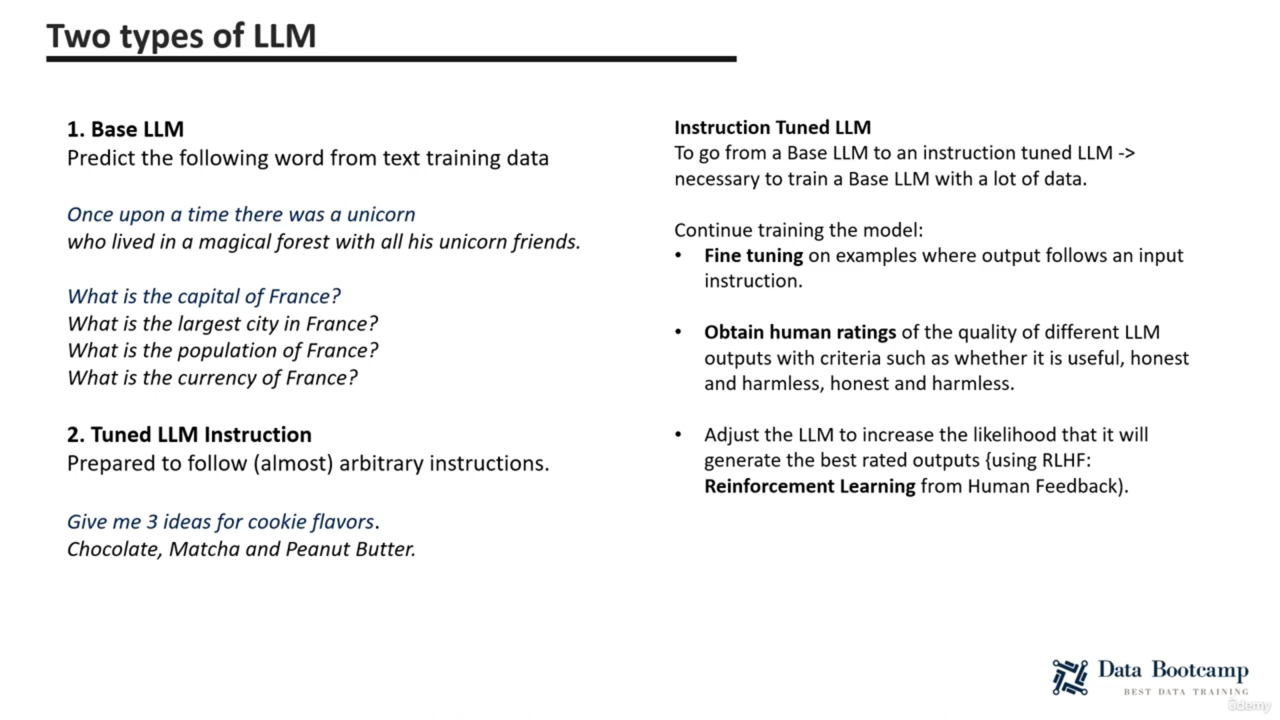 Two types of LLM
1. Base LLM
Predict the following word from text training data
Once upon a time there was a unicorn
who lived in a magical forest with all his unicorn friends.
What is the capital of France?
What is the largest city in France?
What is the population of France?
What is the currency of France?
2. Tuned LLM Instruction
Prepared to follow (almost) arbitrary instructions.
Give me 3 ideas for cookie flavors.
Chocolate, Matcha and Peanut Butter.
Instruction Tuned LLM
To go from a Base LLM to an instruction tuned LLM ->
necessary to train a Base LLM with a lot of data.
Continue training the model:
• Fine tuning on examples where output follows an input
instruction.
• Obtain human ratings of the quality of different LLM
outputs with criteria such as whether it is useful, honest
and harmless, honest and harmless.
• Adjust the LLM to increase the likelihood that it will
generate the best rated outputs {using RLHF:
Reinforcement Learning from Human Feedback).
Data Bootcamp
BEST DATA TRAINING
ûdemy